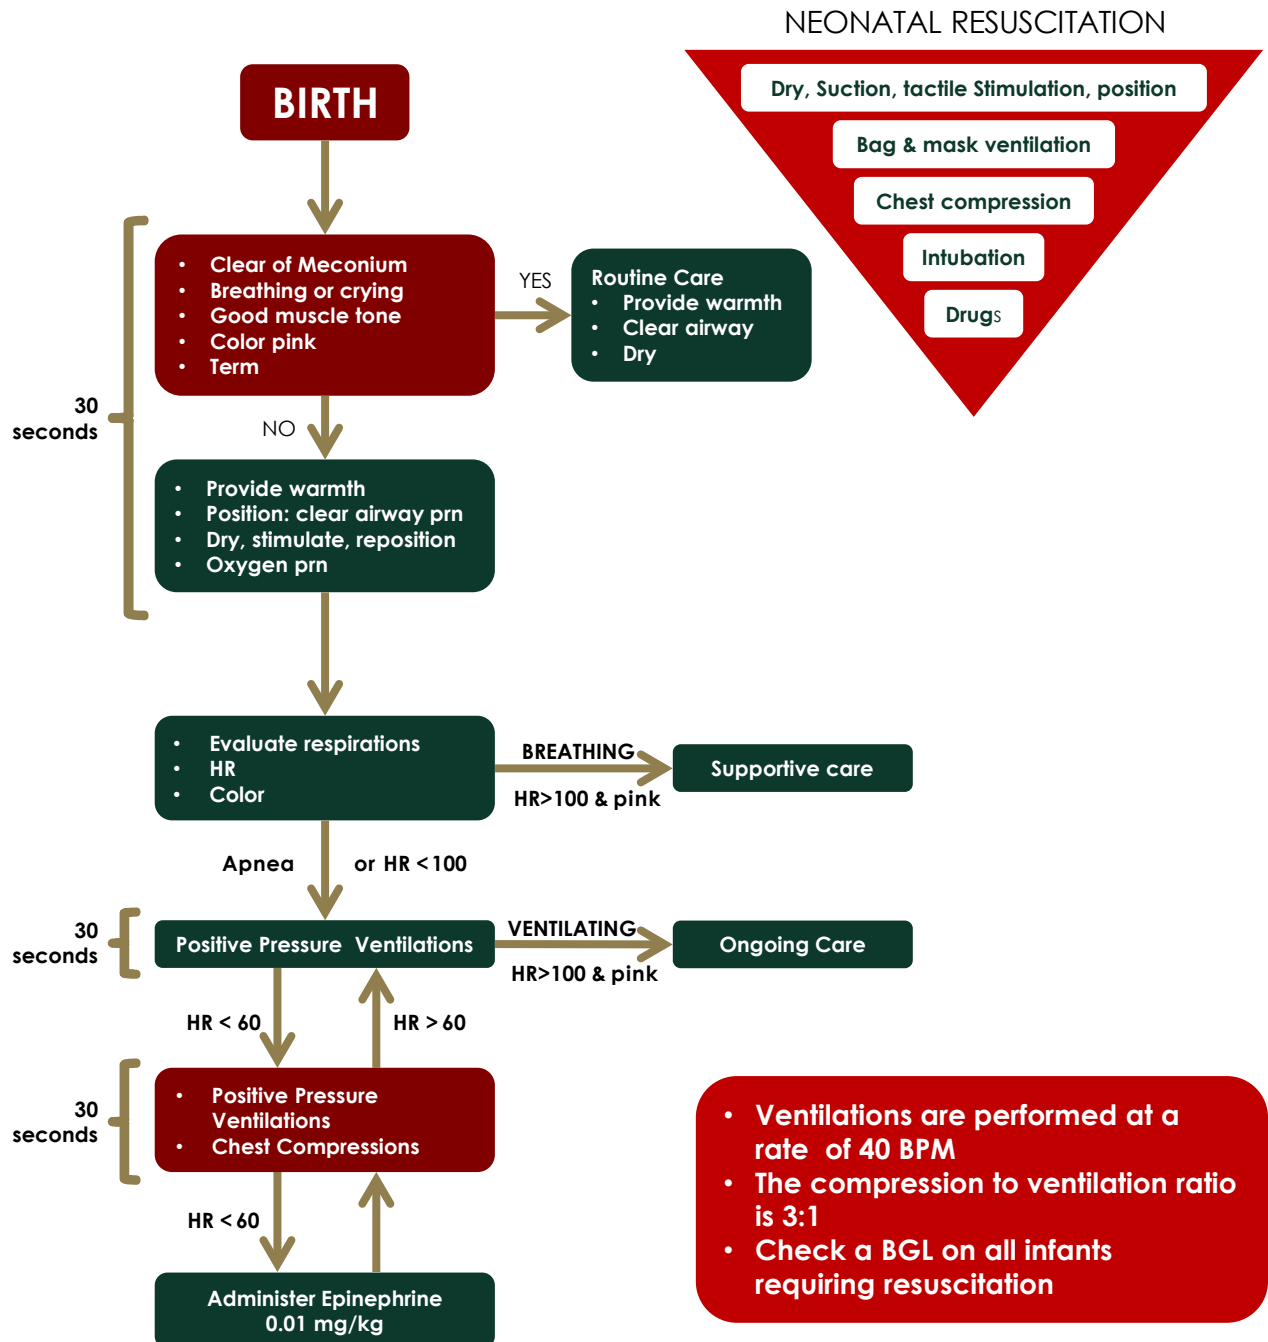 NEONATAL RESUSCITATION
Dry, Suction, tactile Stimulation, position
Bag & mask ventilation
Chest compression
Intubation
Drugs
BIRTH
30
seconds
• Clear of Meconium
• Breathing or crying
• Good muscle tone
• Color pink
• Term
YES
Routine Care
• Provide warmth
• Clear airway
• Dry
NO
• Provide warmth
• Position: clear airway prn
• Dry, stimulate, reposition
• Oxygen prn
• Evaluate respirations
• HR
• Color
BREATHING
HR>100 & pink
Supportive care
Apnea or HR <100
30
seconds
Positive Pressure Ventilations
VENTILATING
HR>100 & pink
Ongoing Care
HR < 60
HR > 60
30
seconds
• Positive Pressure
Ventilations
• Chest Compressions
HR < 60
Administer Epinephrine
0.01 mg/kg
• Ventilations are performed at a
rate of 40 BPM
• The compression to ventilation ratio
is 3:1
• Check a BGL on all infants
requiring resuscitation